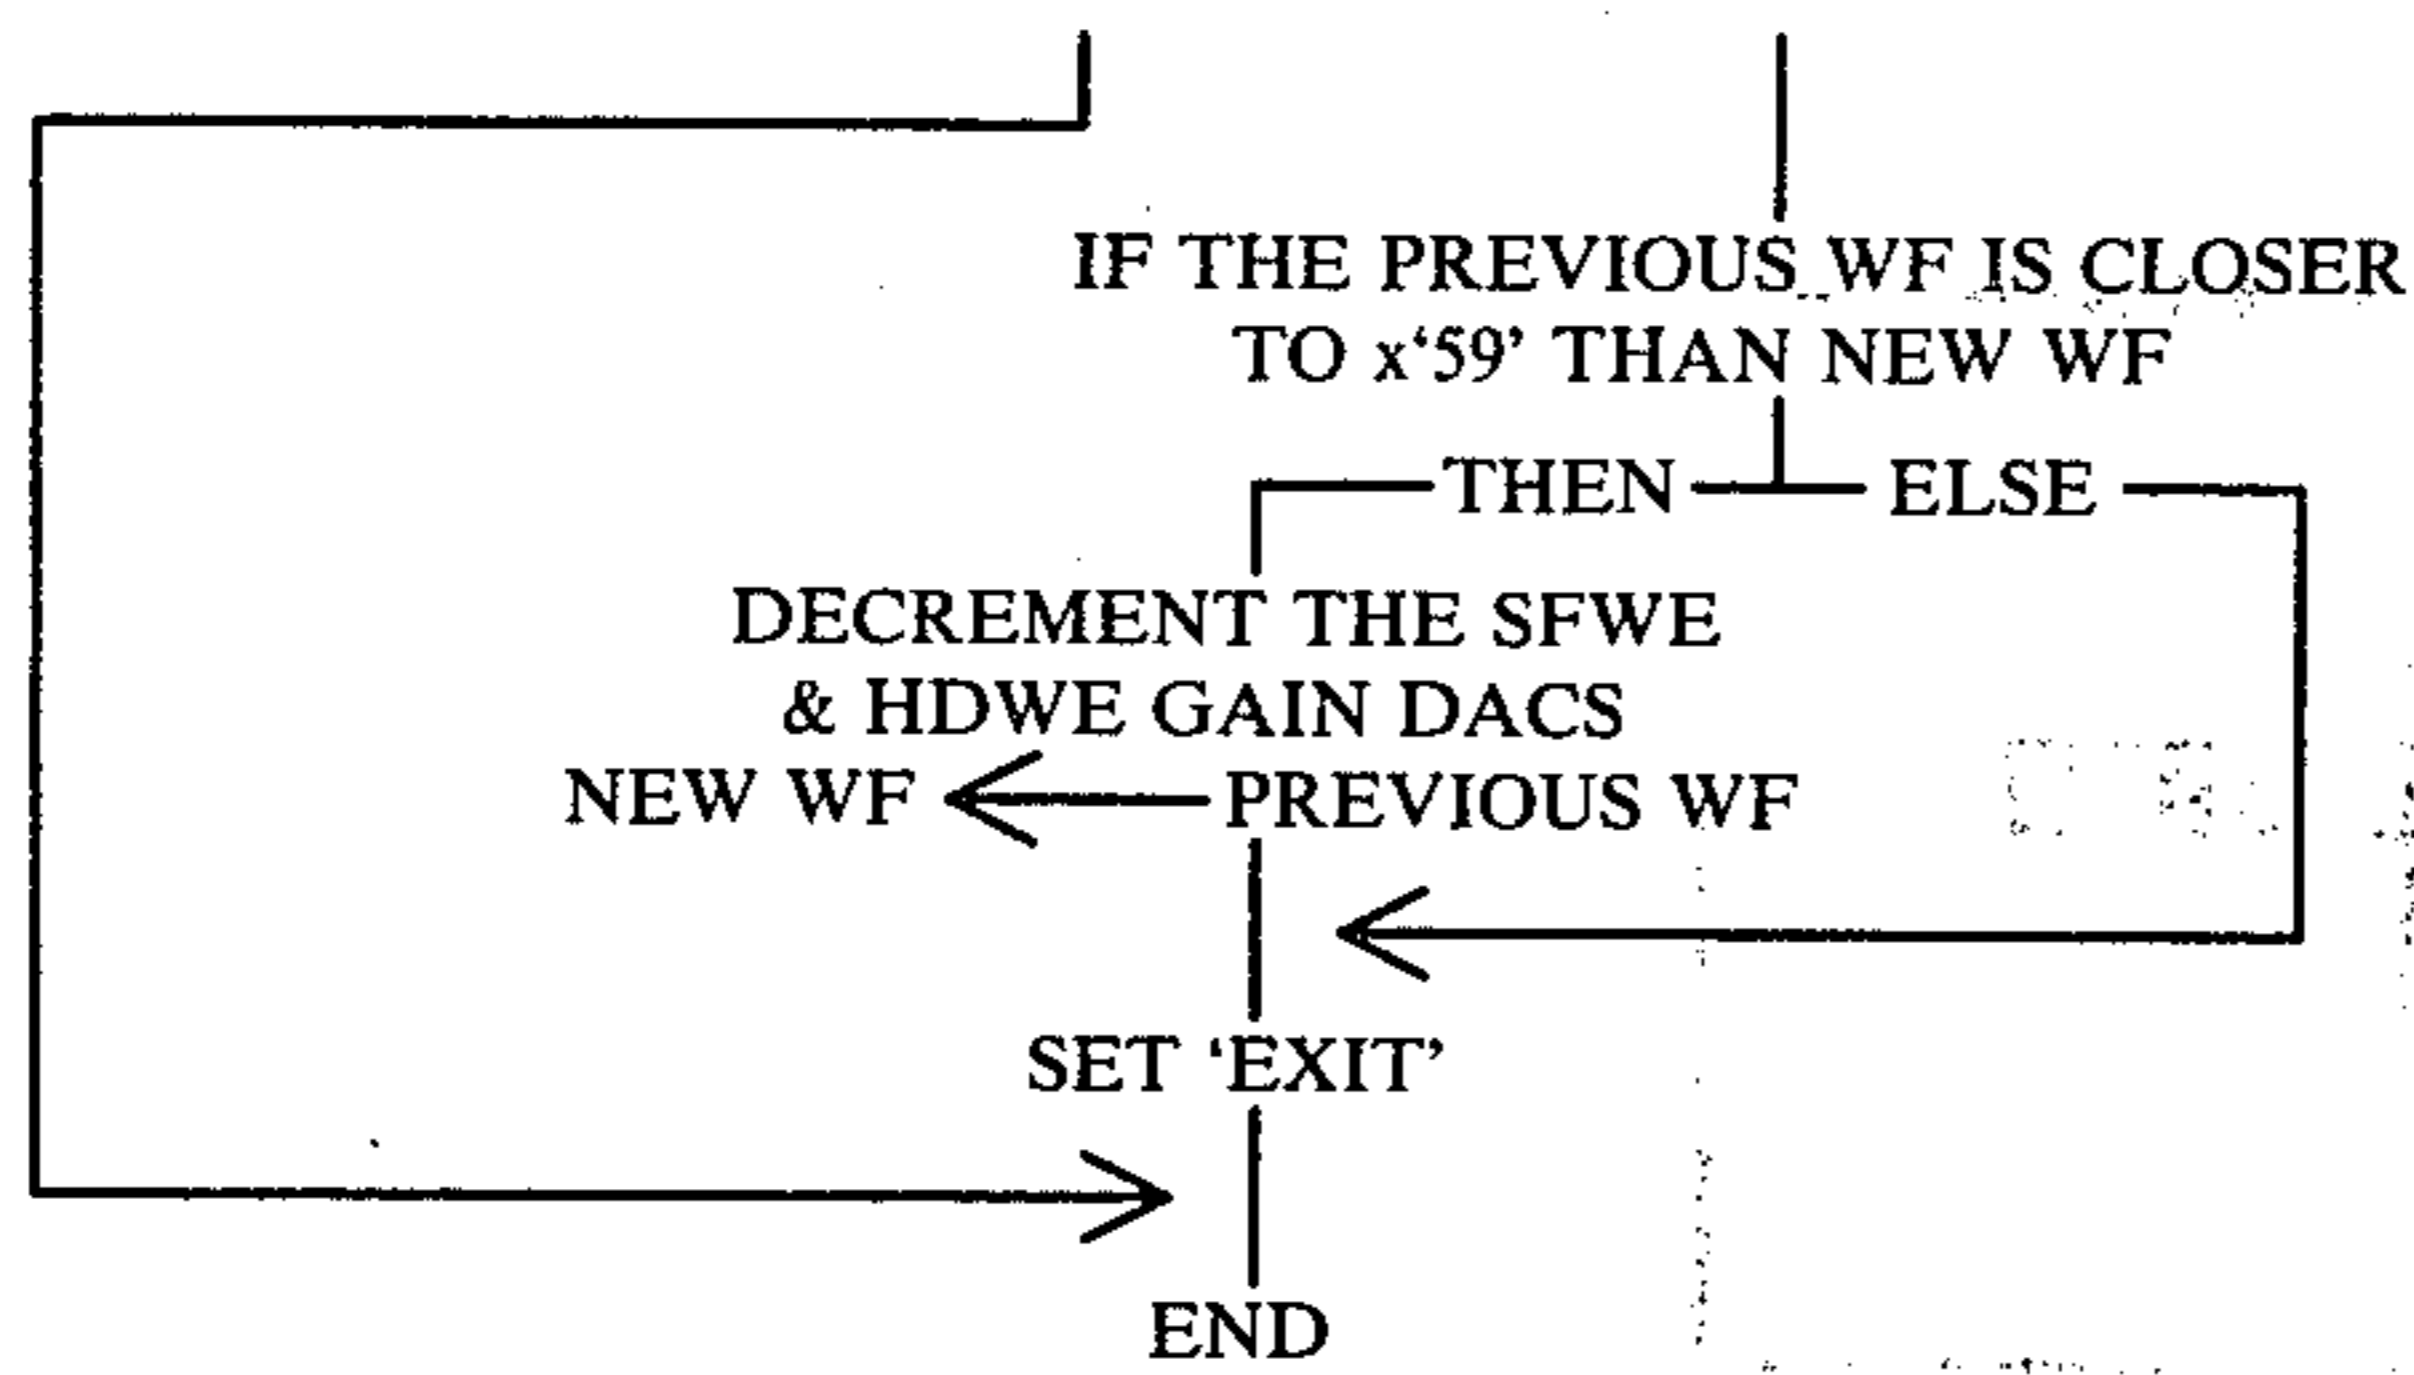 IF THE PREVIOUS WF IS CLOSER
TO x‘59’ THAN NEW WF
THEN ELSE
DECREMENT THE SFWE
& HDWE GAIN DACS
NEW WF PREVIOUS WF
SET ‘EXIT’
END